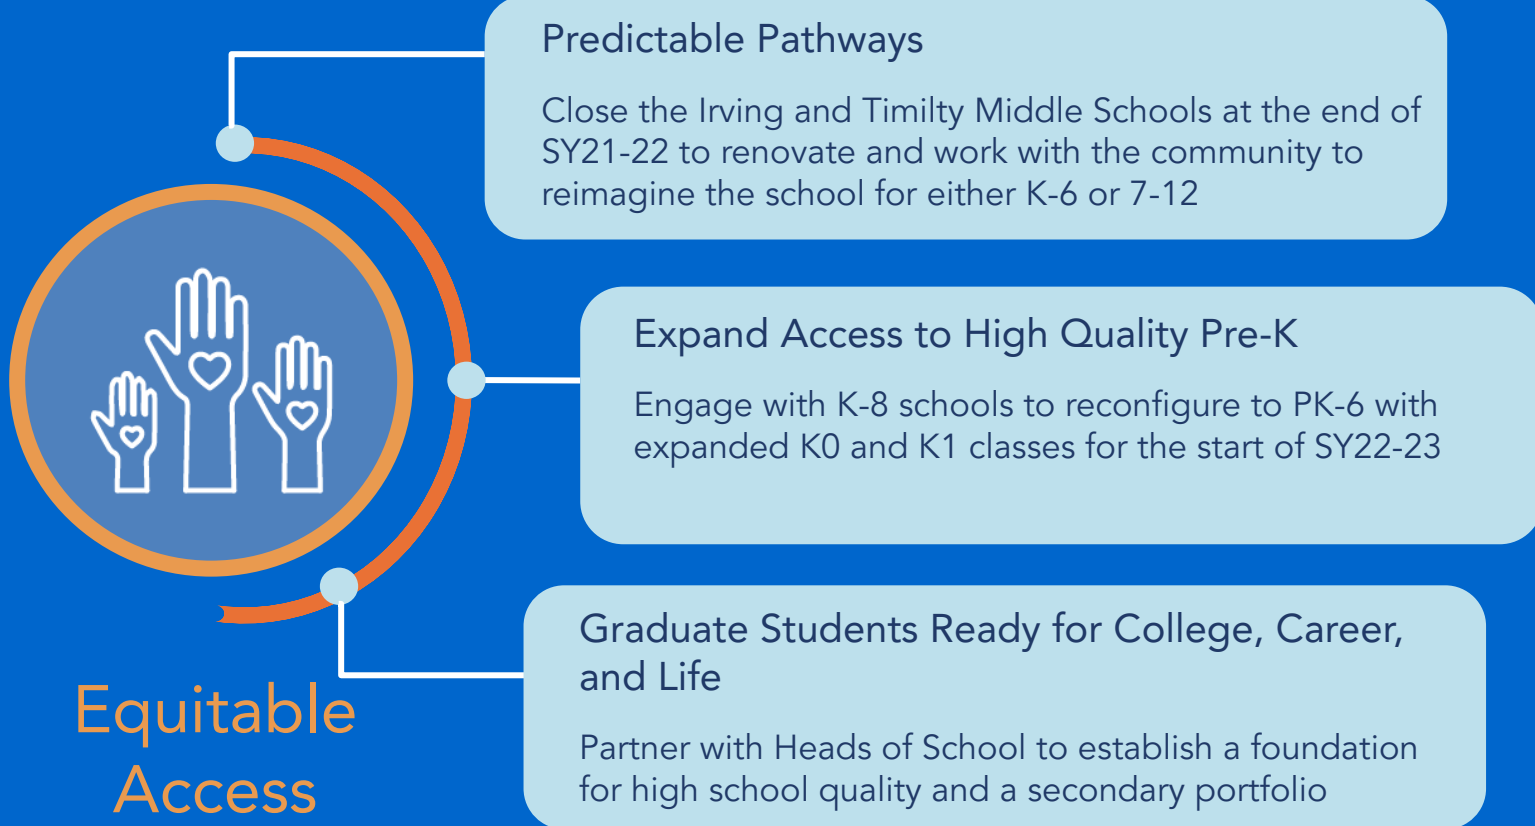 Predictable Pathways
Close the Irving and Timilty Middle Schools at the end of
SY21-22 to renovate and work with the community to
reimagine the school for either K-6 or 7-12
Expand Access to High Quality Pre-K
Engage with K-8 schools to reconfigure to PK-6 with
expanded K0 and K1 classes for the start of SY22-23
Graduate Students Ready for College, Career,
and Life
Partner with Heads of School to establish a foundation
for high school quality and a secondary portfolio
Equitable
Access